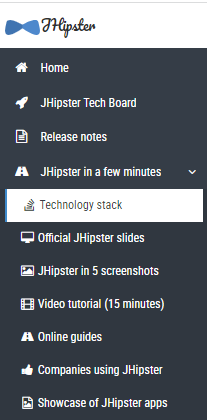 JHipster
Home
JHipster Tech Board
Release notes
JHipster in a few minutes
Technology stack
Official JHipster slides
JHipster in 5 screenshots
Video tutorial (15 minutes)
Online guides
Companies using JHipster
Showcase of JHipster apps